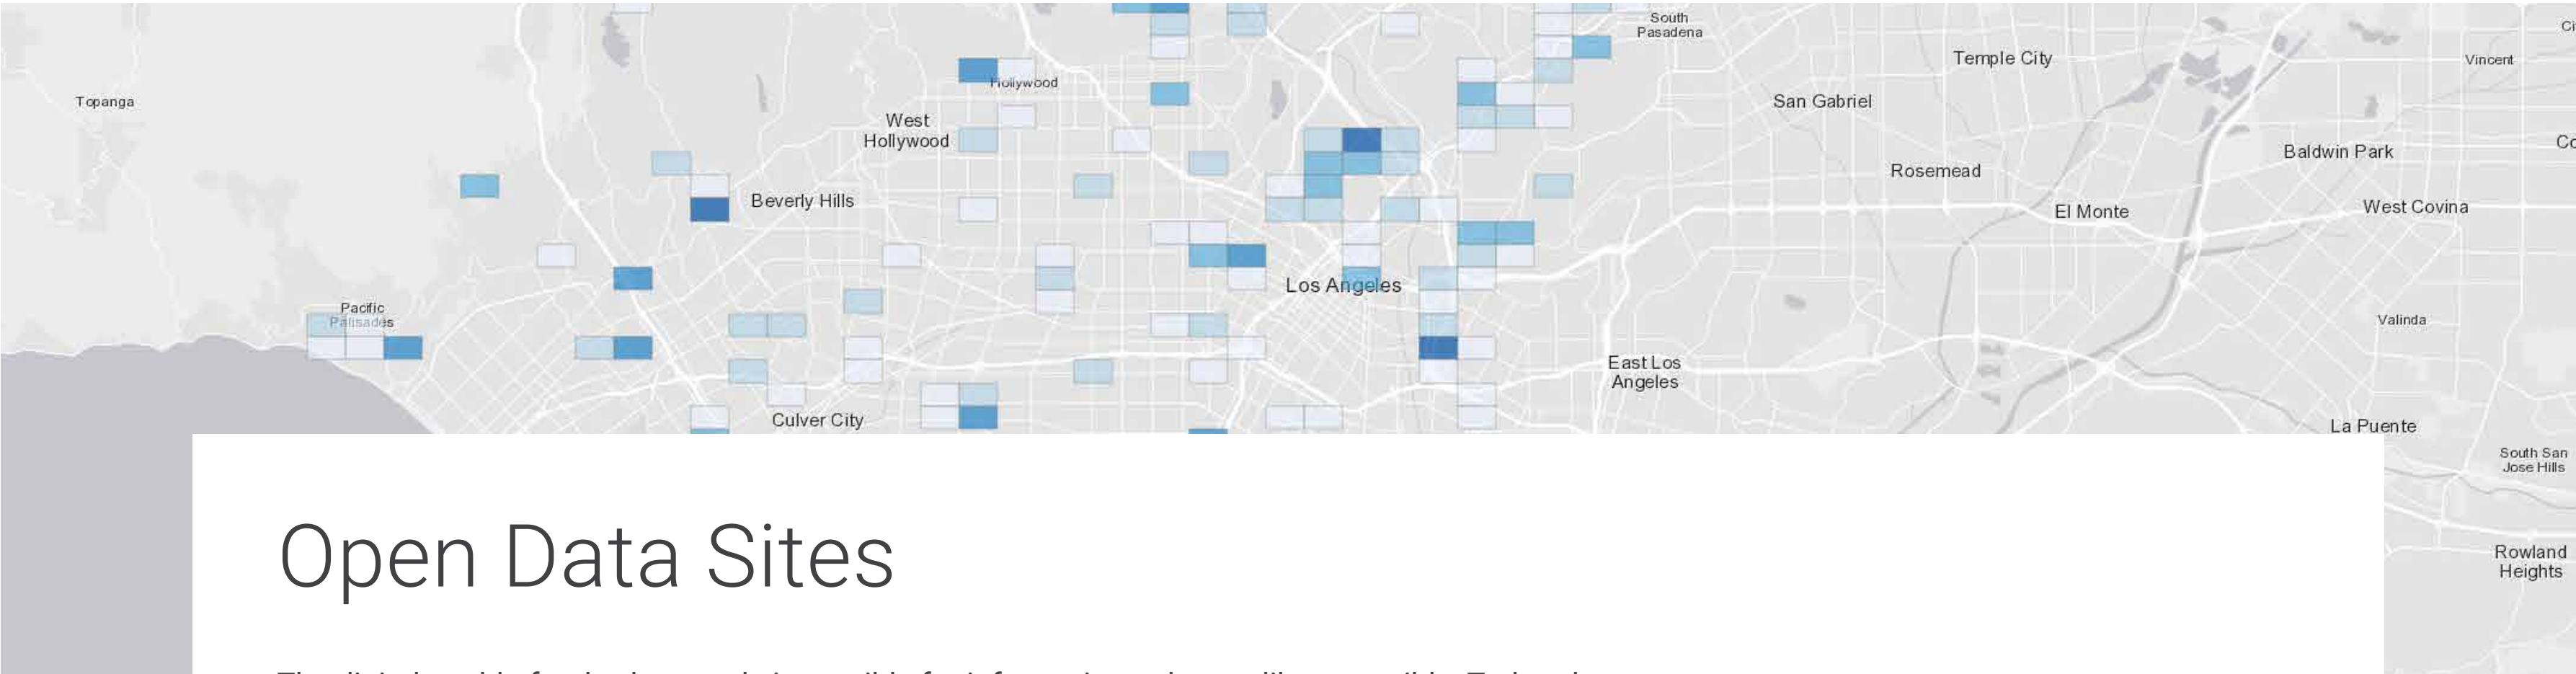 South
Pasadena
Ci
Temple City
Vincent
Hollywood
Topanga
San Gabriel
West
Hollywood
Co
Baldwin Park
Rosemead
Beverly Hills
West Covina
El Monte
Los Angeles
Pacific
Palisades
Valinda
East Los
Angeles
Culver City
La Puente
South San
Jose Hills
Open Data Sites
Rowland
Heights